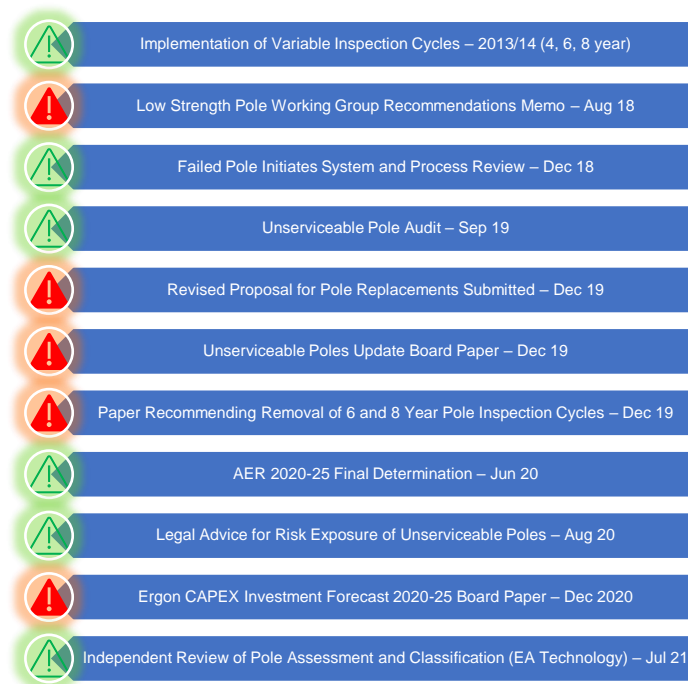 Implementation of Variable Inspection Cycles – 2013/14 (4, 6, 8 year)
Low Strength Pole Working Group Recommendations Memo – Aug 18
Failed Pole Initiates System and Process Review – Dec 18
Unserviceable Pole Audit – Sep 19
Revised Proposal for Pole Replacements Submitted – Dec 19
Unserviceable Poles Update Board Paper – Dec 19
Paper Recommending Removal of 6 and 8 Year Pole Inspection Cycles – Dec 19
AER 2020-25 Final Determination – Jun 20
Legal Advice for Risk Exposure of Unserviceable Poles – Aug 20
Ergon CAPEX Investment Forecast 2020-25 Board Paper – Dec 2020
Independent Review of Pole Assessment and Classification (EA Technology) – Jul 21